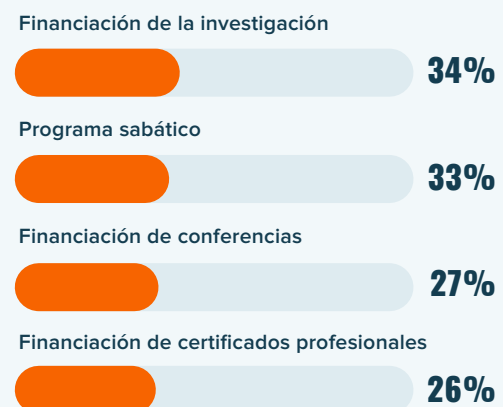 Financiación de la investigación
34%
Programa sabático
33%
Financiación de conferencias
27%
Financiación de certificados profesionales
26%